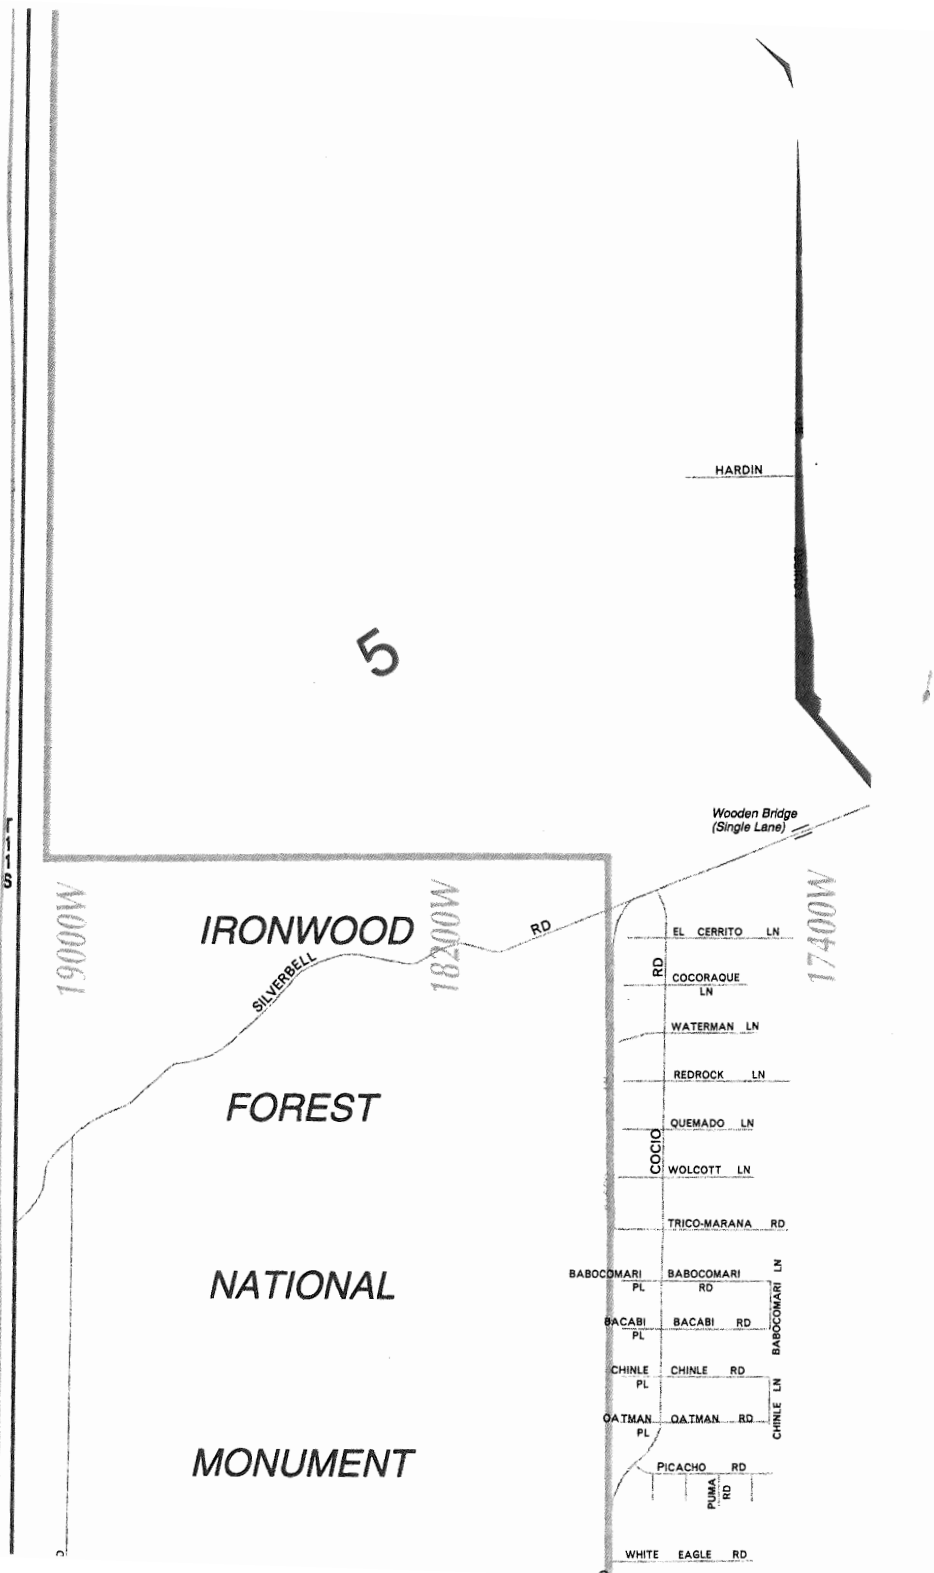 HARDIN
5
Wooden Bridge
(Single Lane)
19000W
18200W
17400W
IRONWOOD
SILVERBELL RD
EL CERRITO LN
RD
COCORAQUE
LN
WATERMAN LN
FOREST
REDROCK LN
QUEMADO LN
COCIO
WOLCOTT LN
TRICO-MARANA RD
NATIONAL
BABOCOMARI
PL
BABOCOMARI
RD
BABOCOMARI LN
BACABI
PL
BACABI RD
CHINLE
PL
CHINLE RD
CHINLE LN
OATMAN
PL
OATMAN RD
MONUMENT
PICACHO RD
PUMA
RD
WHITE EAGLE RD